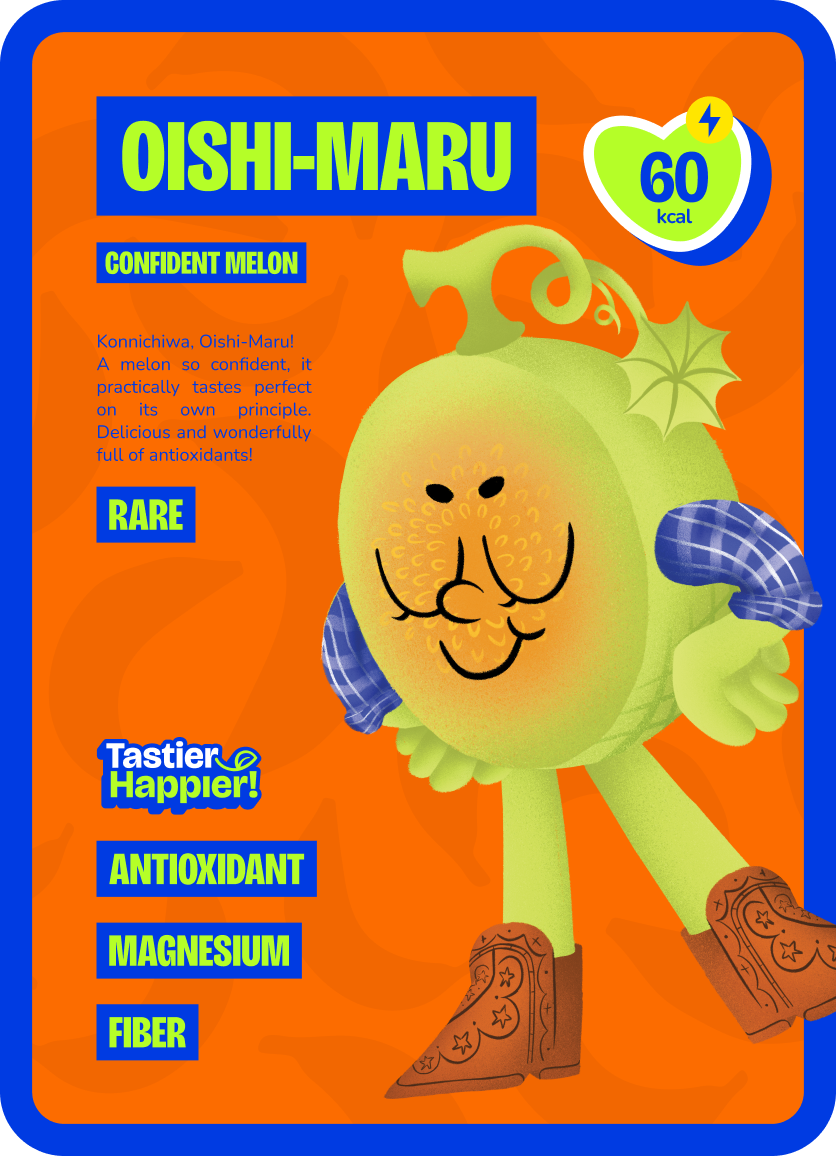 OISHI-MARU
60
kcal
CONFIDENT MELON
Konnichiwa, Oishi-Maru!
A melon so confident, it
practically tastes perfect
on its own principle.
Delicious and wonderfully
full of antioxidants!
RARE
Tastier
Happier!
ANTIOXIDANT
MAGNESIUM
FIBER